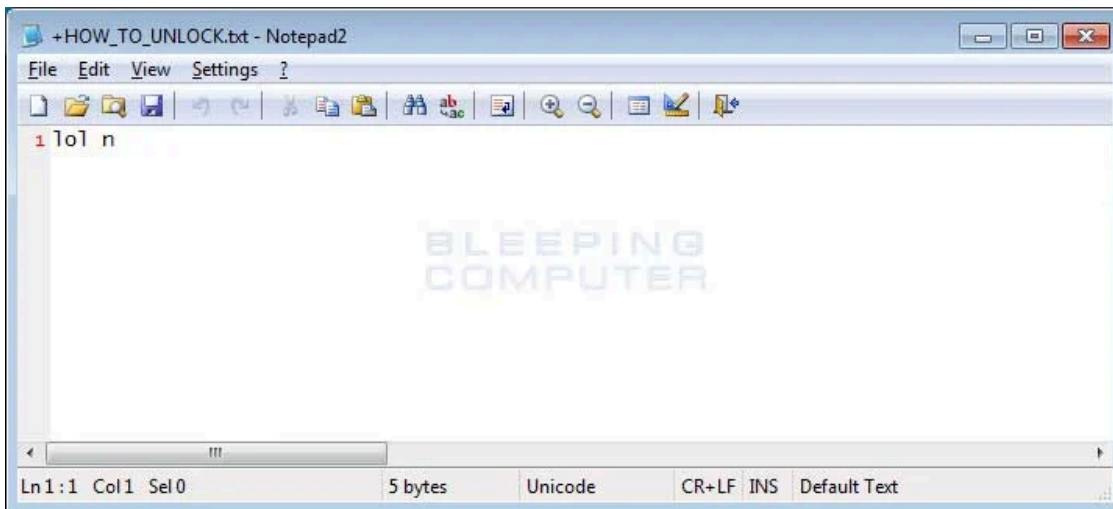 +HOW_TO_UNLOCK.txt - Notepad2
File Edit View Settings ?
1 lol n
BLEEPING
COMPUTER
Ln 1 : 1 Col 1 Sel 0 5 bytes Unicode CR+LF INS Default Text